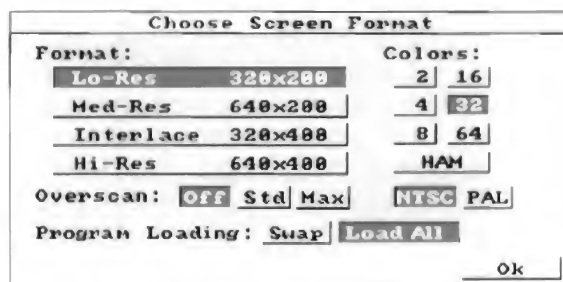 Choose Screen Format
Format: Colors:
Lo-Res 320x200 2 16
Med-Res 640x200 4 32
Interlace 320x400 8 64
Hi-Res 640x400 HAM
Overscan: Off Std Max NTSC PAL
Program Loading: Swap Load All
Ok